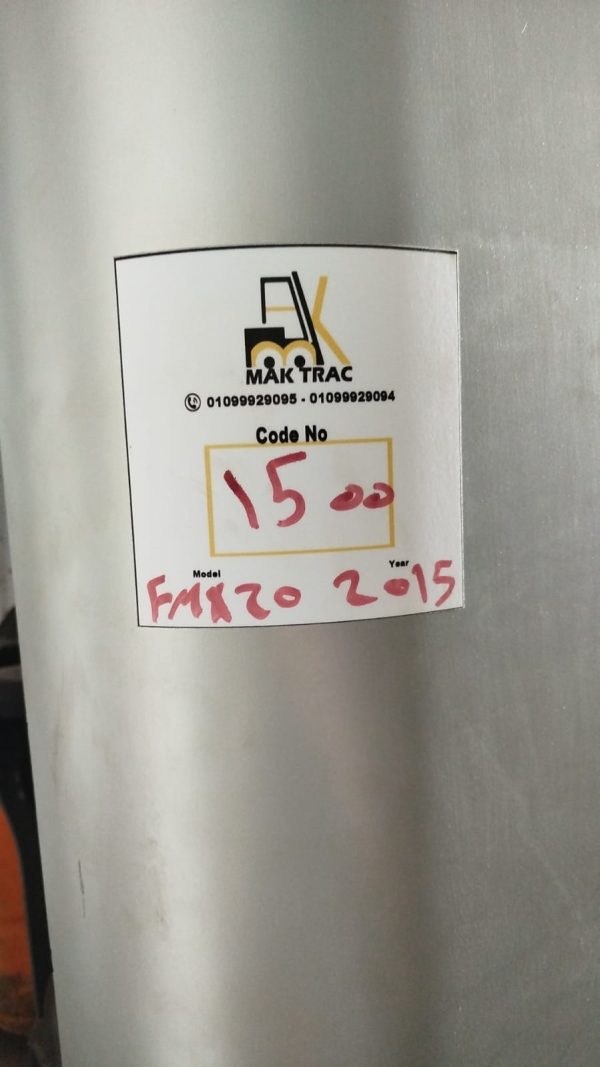 MAK TRAC
01099929095 - 01099929094
Code No
1500
Model Year
FMX20 2015